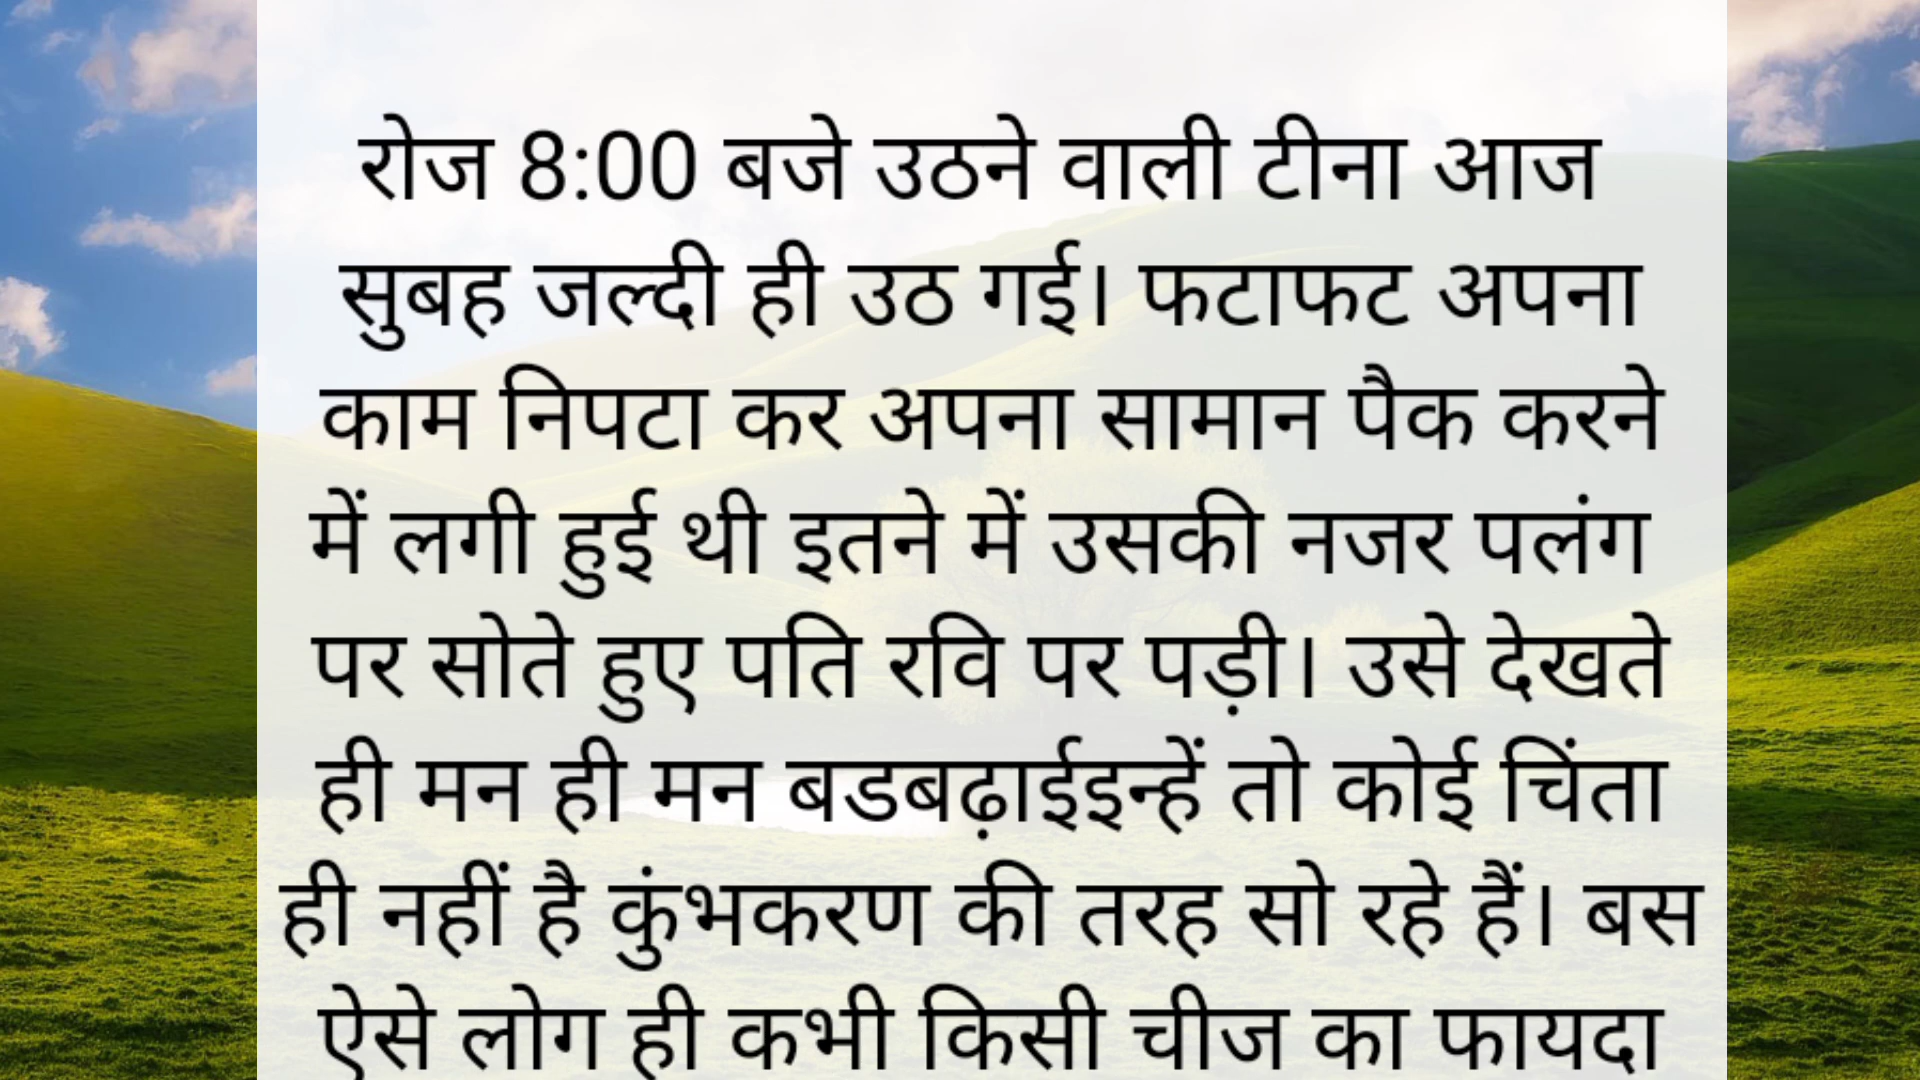 रोज 8:00 बजे उठने वाली टीना आज
सुबह जल्दी ही उठ गई। फटाफट अपना
काम निपटा कर अपना सामान पैक करने
में लगी हुई थी इतने में उसकी नजर पलंग
पर सोते हुए पति रवि पर पड़ी। उसे देखते
ही मन ही मन बडबढ़ाईइन्हें तो कोई चिंता
ही नहीं है कुंभकरण की तरह सो रहे हैं। बस
ऐसे लोग ही कभी किसी चीज का फायदा